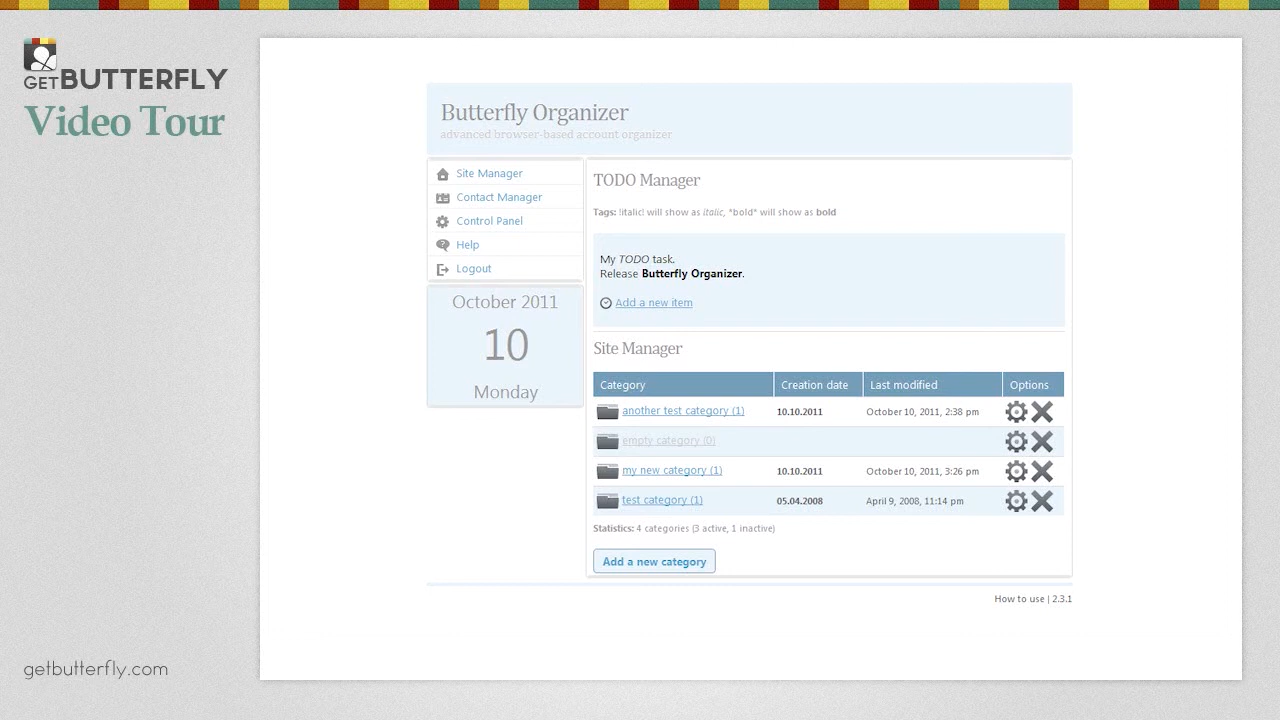 GETBUTTERFLY
Video Tour
Butterfly Organizer
advanced browser-based account organizer
Site Manager
Contact Manager
Control Panel
Help
Logout
October 2011
10
Monday
TODO Manager
Tags: !italic! will show as italic, *bold* will show as bold
My TODO task.
Release Butterfly Organizer.
Add a new item
Site Manager
Category Creation date Last modified Options
another test category (1) 10.10.2011 October 10, 2011, 2:38 pm
empty category (0)
my new category (1) 10.10.2011 October 10, 2011, 3:26 pm
test category (1) 05.04.2008 April 9, 2008, 11:14 pm
Statistics: 4 categories (3 active, 1 inactive)
Add a new category
How to use | 2.3.1
getbutterfly.com